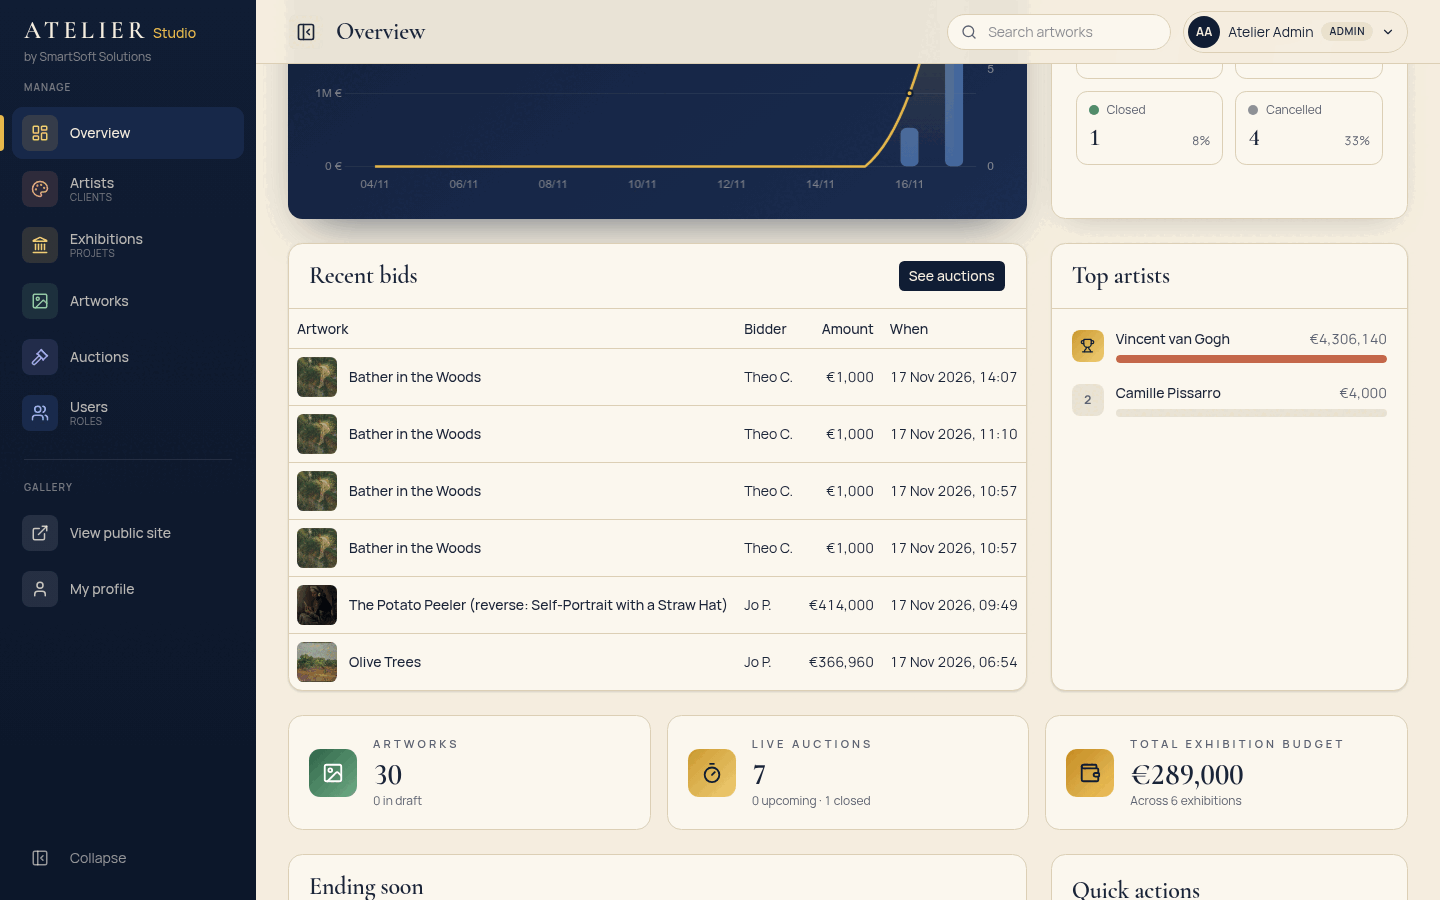 ATELIER Studio
by SmartSoft Solutions
MANAGE
Overview
Artists
CLIENTS
Exhibitions
PROJETS
Artworks
Auctions
Users
ROLES
GALLERY
View public site
My profile
Collapse
Overview
Search artworks
AA Atelier Admin ADMIN
5
1M €
0 €
0
04/11 06/11 08/11 10/11 12/11 14/11 16/11
Closed
1 8%
Cancelled
4 33%
Recent bids
See auctions
Artwork Bidder Amount When
Bather in the Woods Theo C. €1,000 17 Nov 2026, 14:07
Bather in the Woods Theo C. €1,000 17 Nov 2026, 11:10
Bather in the Woods Theo C. €1,000 17 Nov 2026, 10:57
Bather in the Woods Theo C. €1,000 17 Nov 2026, 10:57
The Potato Peeler (reverse: Self-Portrait with a Straw Hat) Jo P. €414,000 17 Nov 2026, 09:49
Olive Trees Jo P. €366,960 17 Nov 2026, 06:54
Top artists
Vincent van Gogh €4,306,140
2 Camille Pissarro €4,000
ARTWORKS
30
0 in draft
LIVE AUCTIONS
7
0 upcoming · 1 closed
TOTAL EXHIBITION BUDGET
€289,000
Across 6 exhibitions
Ending soon
Quick actions